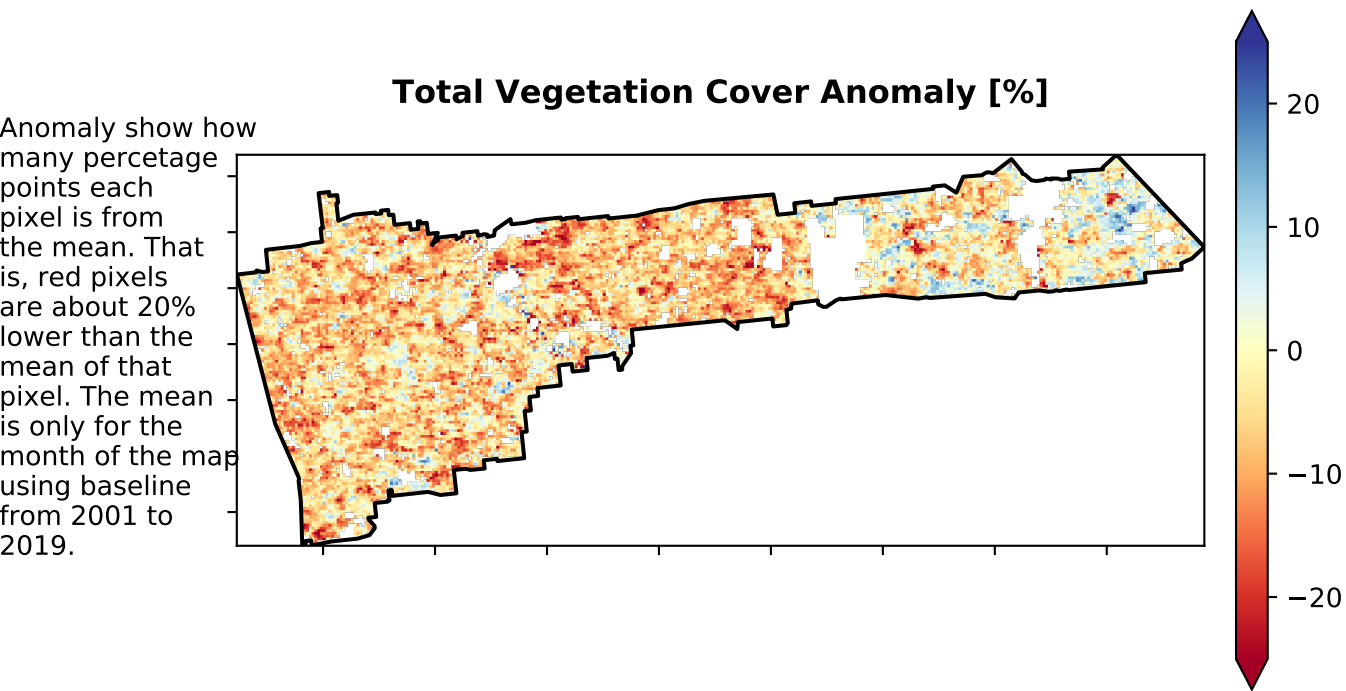 Total Vegetation Cover Anomaly [%]
Anomaly show how
many percetage
points each
pixel is from
the mean. That
is, red pixels
are about 20%
lower than the
mean of that
pixel. The mean
is only for the
month of the map
using baseline
from 2001 to
2019.
20
10
0
−10
−20